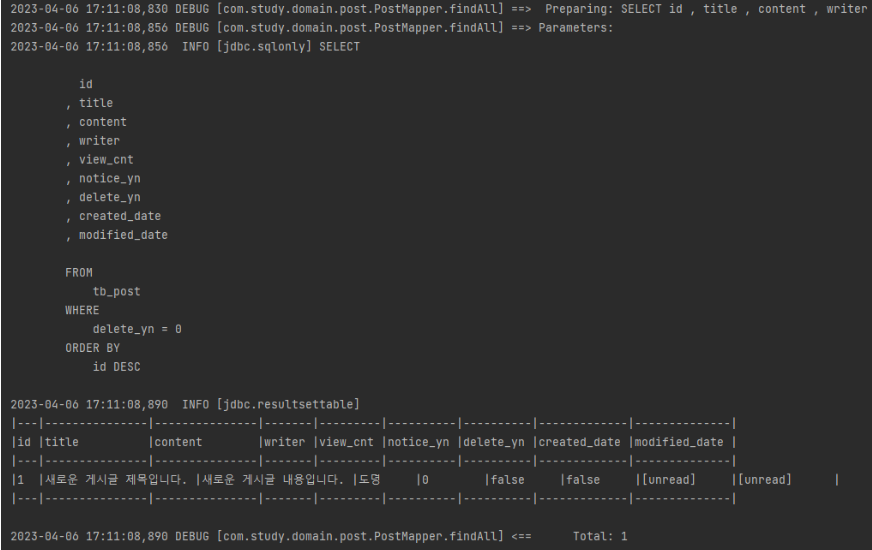 2023-04-06 17:11:08,830 DEBUG [com.study.domain.post.PostMapper.findAll] ==>  Preparing: SELECT id , title , content , writer
2023-04-06 17:11:08,856 DEBUG [com.study.domain.post.PostMapper.findAll] ==> Parameters:
2023-04-06 17:11:08,856  INFO [jdbc.sqlonly] SELECT
id
, title
, content
, writer
, view_cnt
, notice_yn
, delete_yn
, created_date
, modified_date
FROM
tb_post
WHERE
delete_yn = 0
ORDER BY
id DESC
2023-04-06 17:11:08,890  INFO [jdbc.resultsettable]
|---|---------------|---------------|-------|---------|----------|----------|-------------|--------------|
|id |title          |content        |writer |view_cnt |notice_yn |delete_yn |created_date |modified_date |
|---|---------------|---------------|-------|---------|----------|----------|-------------|--------------|
|1  |새로운 게시글 제목입니다. |새로운 게시글 내용입니다. |도명     |0        |false     |false     |[unread]     |[unread]      |
|---|---------------|---------------|-------|---------|----------|----------|-------------|--------------|
2023-04-06 17:11:08,890 DEBUG [com.study.domain.post.PostMapper.findAll] <==      Total: 1